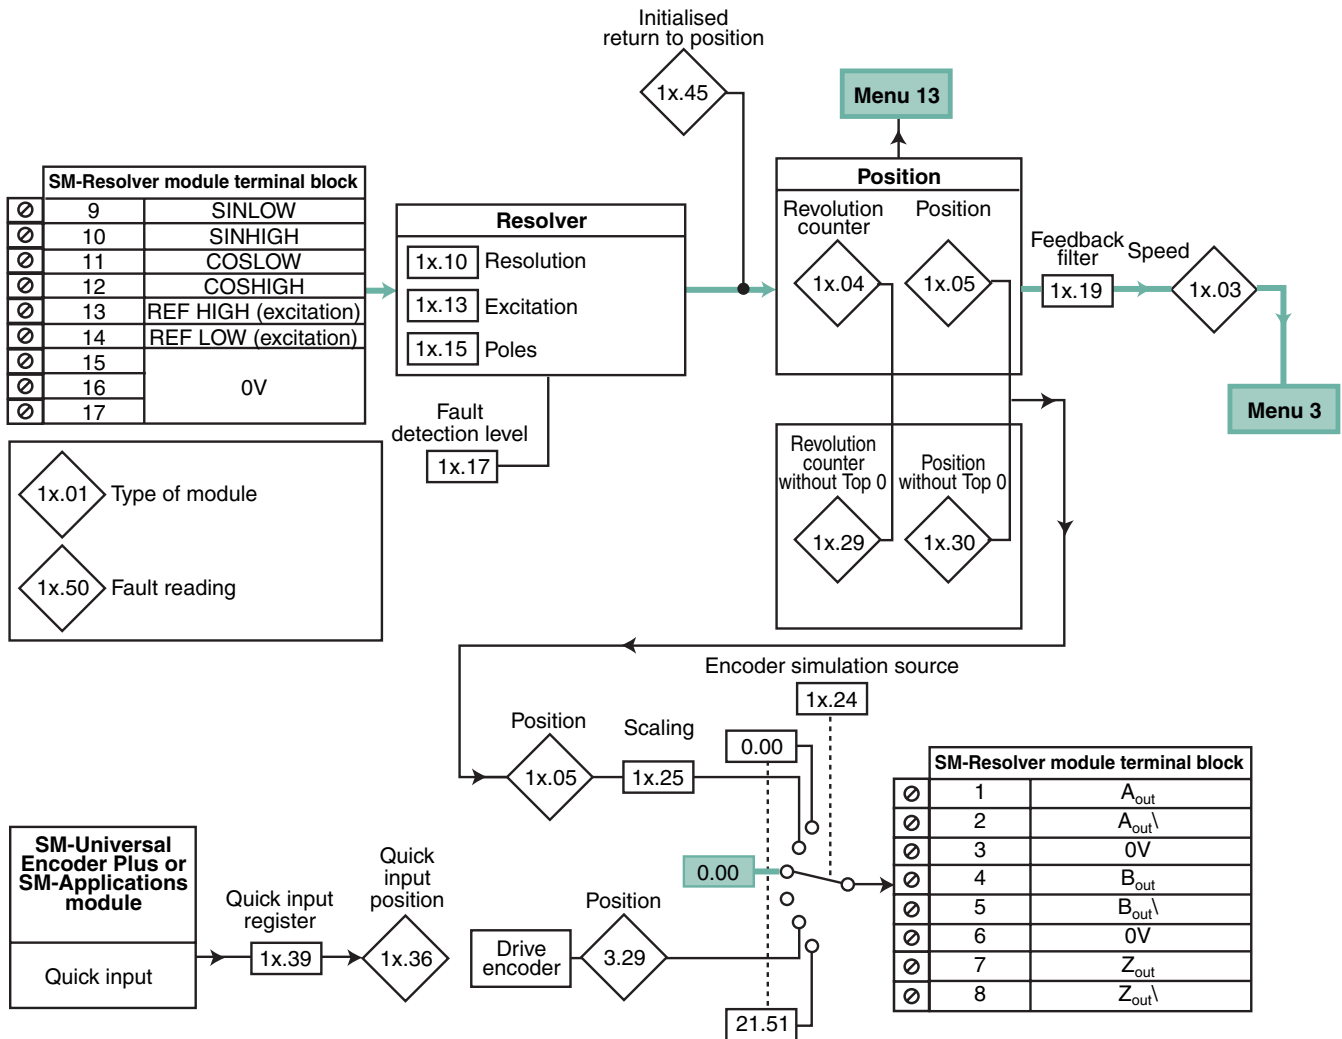 Initialised
return to position
1x.45
Menu 13
SM-Resolver module terminal block
9 SINLOW
10 SINHIGH
11 COSLOW
12 COSHIGH
13 REF HIGH (excitation)
14 REF LOW (excitation)
15
16 0V
17
Resolver
1x.10 Resolution
1x.13 Excitation
1x.15 Poles
Fault
detection level
1x.17
Position
Revolution
counter
Position
1x.04
1x.05
Feedback
filter
1x.19
Speed
1x.03
Menu 3
Revolution
counter
without Top 0
Position
without Top 0
1x.29
1x.30
1x.01 Type of module
1x.50 Fault reading
Encoder simulation source
1x.24
Position
1x.05
Scaling
1x.25
0.00
0.00
SM-Universal
Encoder Plus or
SM-Applications
module
Quick input
Quick input
register
1x.39
Quick
input
position
1x.36
Drive
encoder
Position
3.29
21.51
SM-Resolver module terminal block
1 Aout
2 Aout\
3 0V
4 Bout
5 Bout\
6 0V
7 Zout
8 Zout\